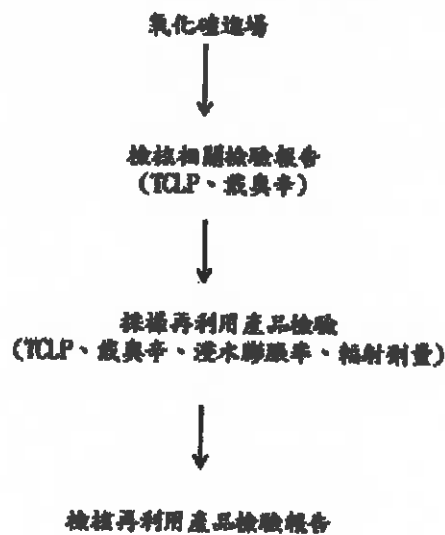 氧化碴進場
檢核相關檢驗報告
(TCLP、戴奧辛)
採樣再利用產品檢驗
(TCLP、戴奧辛、浸水膨脹率、輻射劑量)
檢核再利用產品檢驗報告